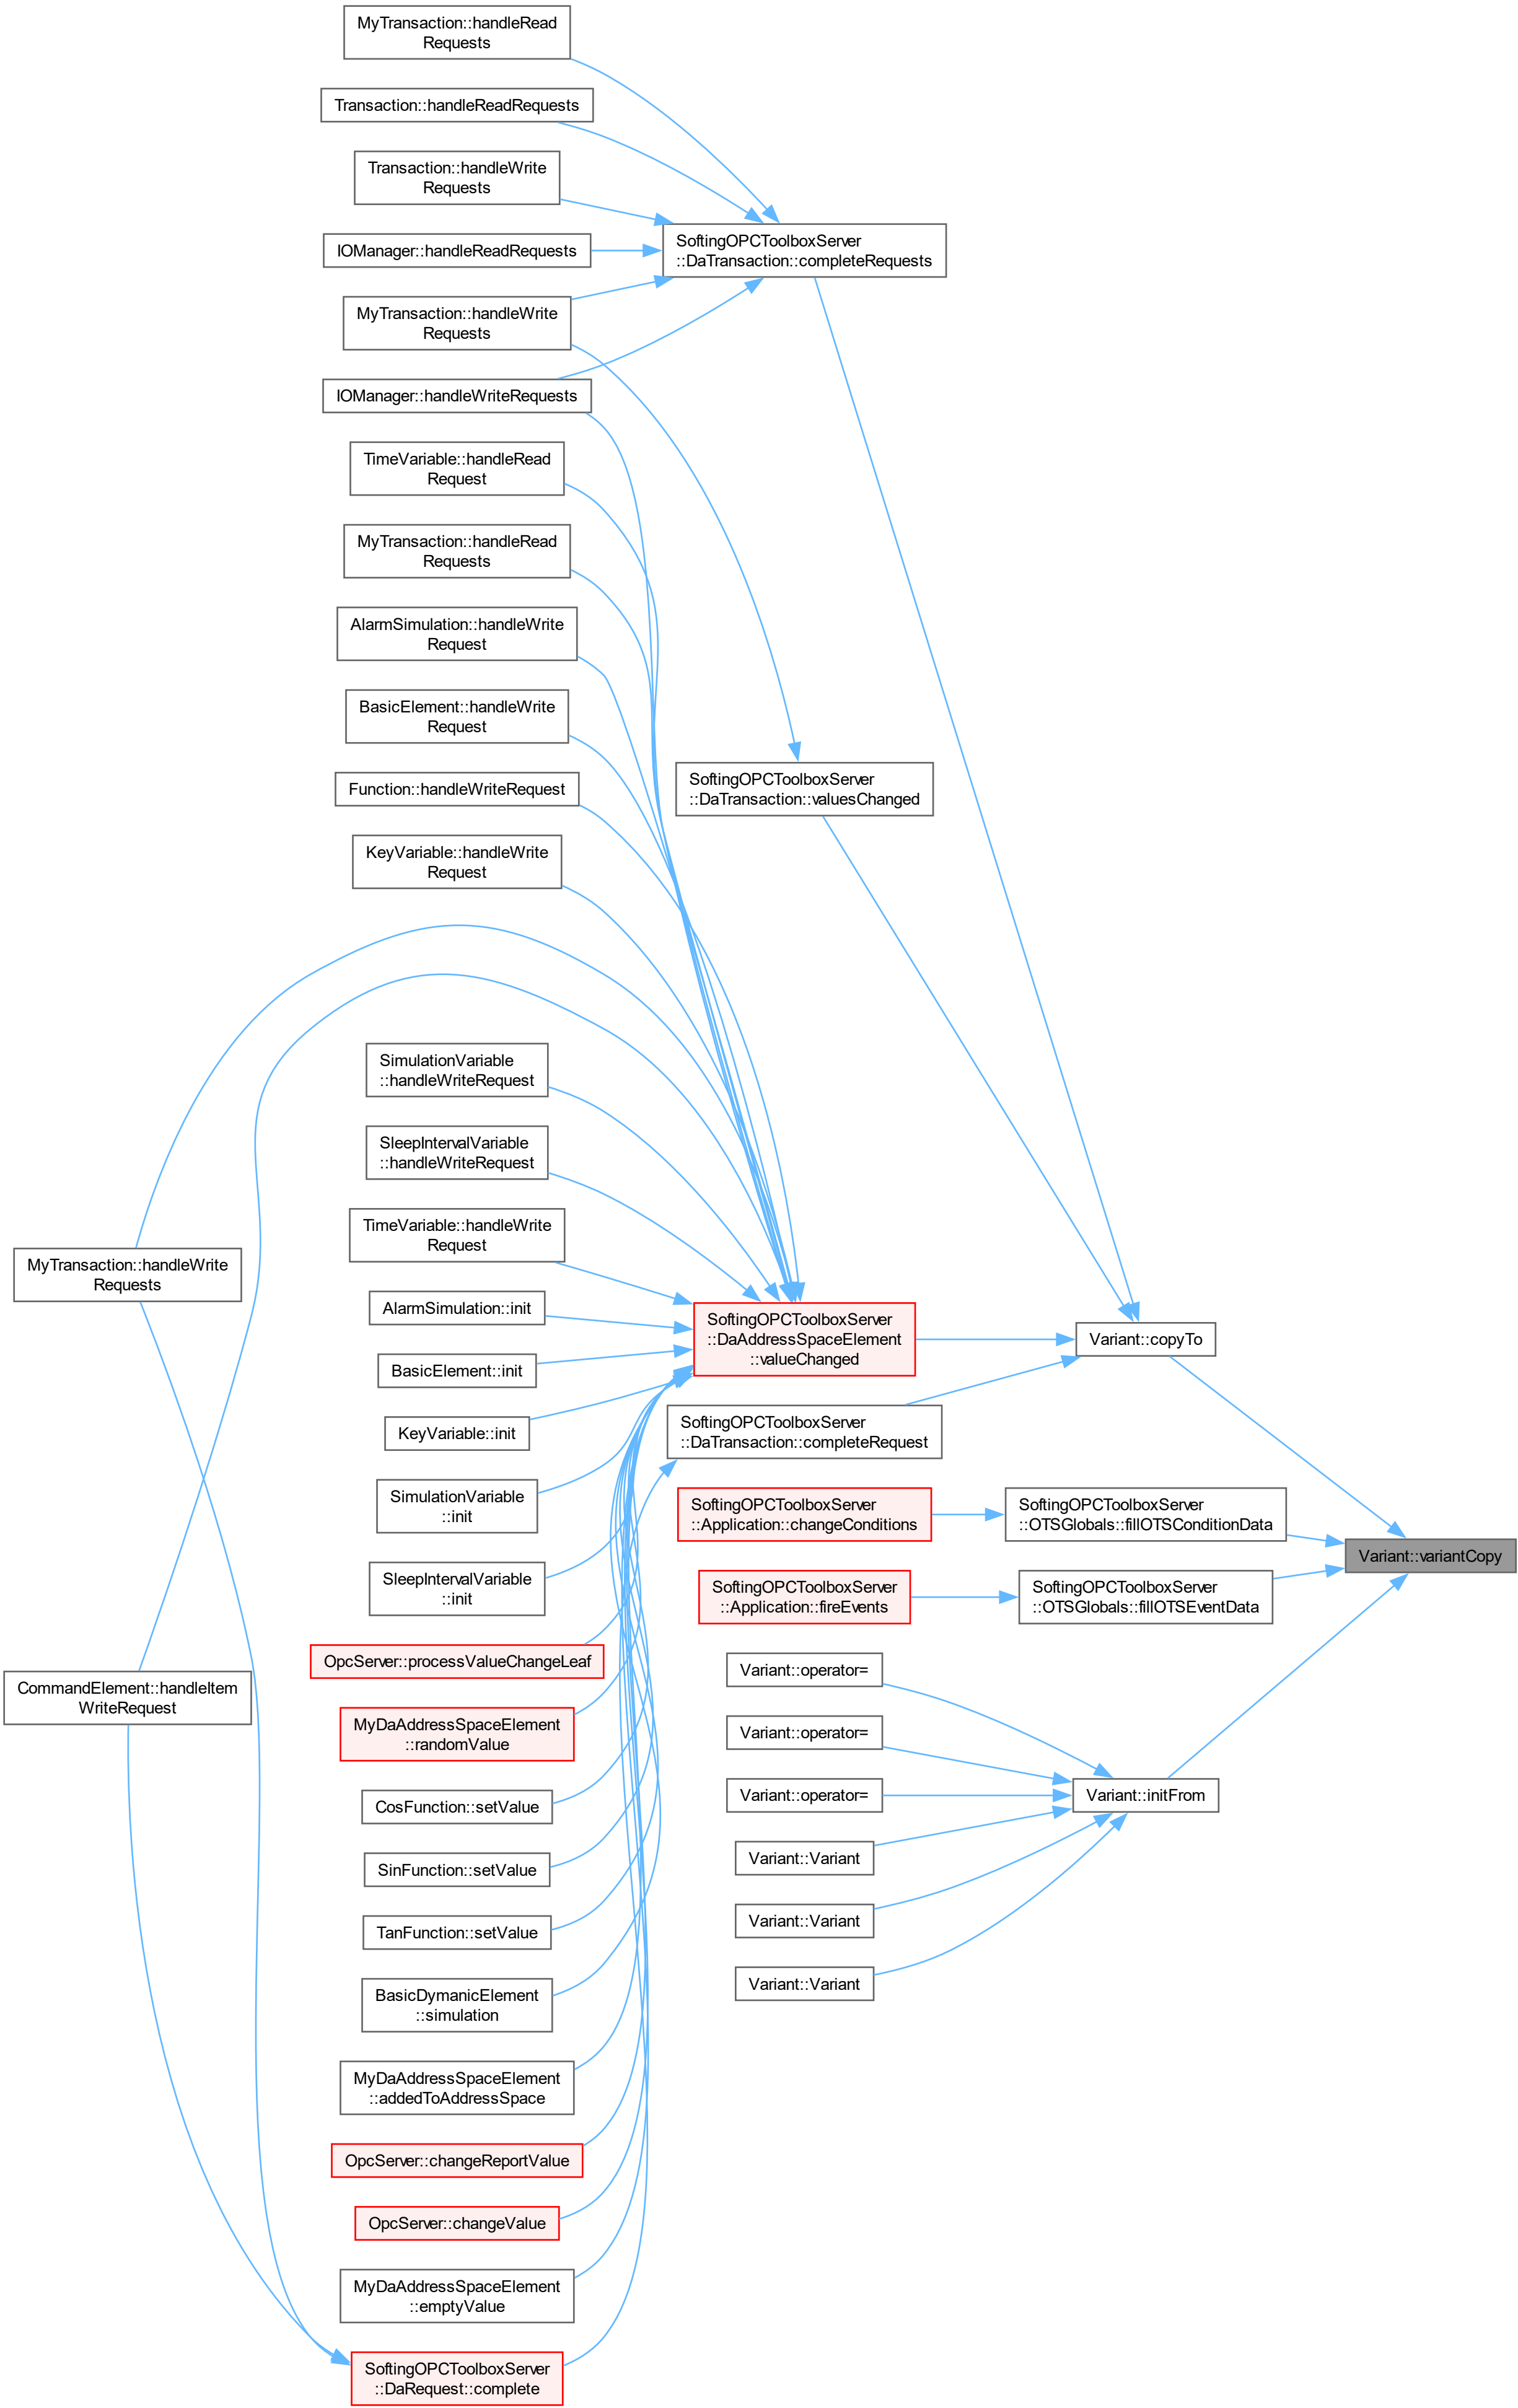 MyTransaction::handleRead
Requests
Transaction::handleReadRequests
Transaction::handleWrite
Requests
IOManager::handleReadRequests
MyTransaction::handleWrite
Requests
IOManager::handleWriteRequests
TimeVariable::handleRead
Request
MyTransaction::handleRead
Requests
AlarmSimulation::handleWrite
Request
BasicElement::handleWrite
Request
Function::handleWriteRequest
KeyVariable::handleWrite
Request
SimulationVariable
::handleWriteRequest
SleepIntervalVariable
::handleWriteRequest
TimeVariable::handleWrite
Request
AlarmSimulation::init
BasicElement::init
KeyVariable::init
SimulationVariable
::init
SleepIntervalVariable
::init
OpcServer::processValueChangeLeaf
MyDaAddressSpaceElement
::randomValue
CosFunction::setValue
SinFunction::setValue
TanFunction::setValue
BasicDymanicElement
::simulation
MyDaAddressSpaceElement
::addedToAddressSpace
OpcServer::changeReportValue
OpcServer::changeValue
MyDaAddressSpaceElement
::emptyValue
SoftingOPCToolboxServer
::DaRequest::complete
MyTransaction::handleWrite
Requests
CommandElement::handleItem
WriteRequest
SoftingOPCToolboxServer
::DaTransaction::completeRequests
SoftingOPCToolboxServer
::DaTransaction::valuesChanged
SoftingOPCToolboxServer
::DaAddressSpaceElement
::valueChanged
SoftingOPCToolboxServer
::DaTransaction::completeRequest
SoftingOPCToolboxServer
::Application::changeConditions
SoftingOPCToolboxServer
::Application::fireEvents
Variant::operator=
Variant::operator=
Variant::operator=
Variant::Variant
Variant::Variant
Variant::Variant
Variant::copyTo
SoftingOPCToolboxServer
::OTSGlobals::fillOTSConditionData
SoftingOPCToolboxServer
::OTSGlobals::fillOTSEventData
Variant::initFrom
Variant::variantCopy